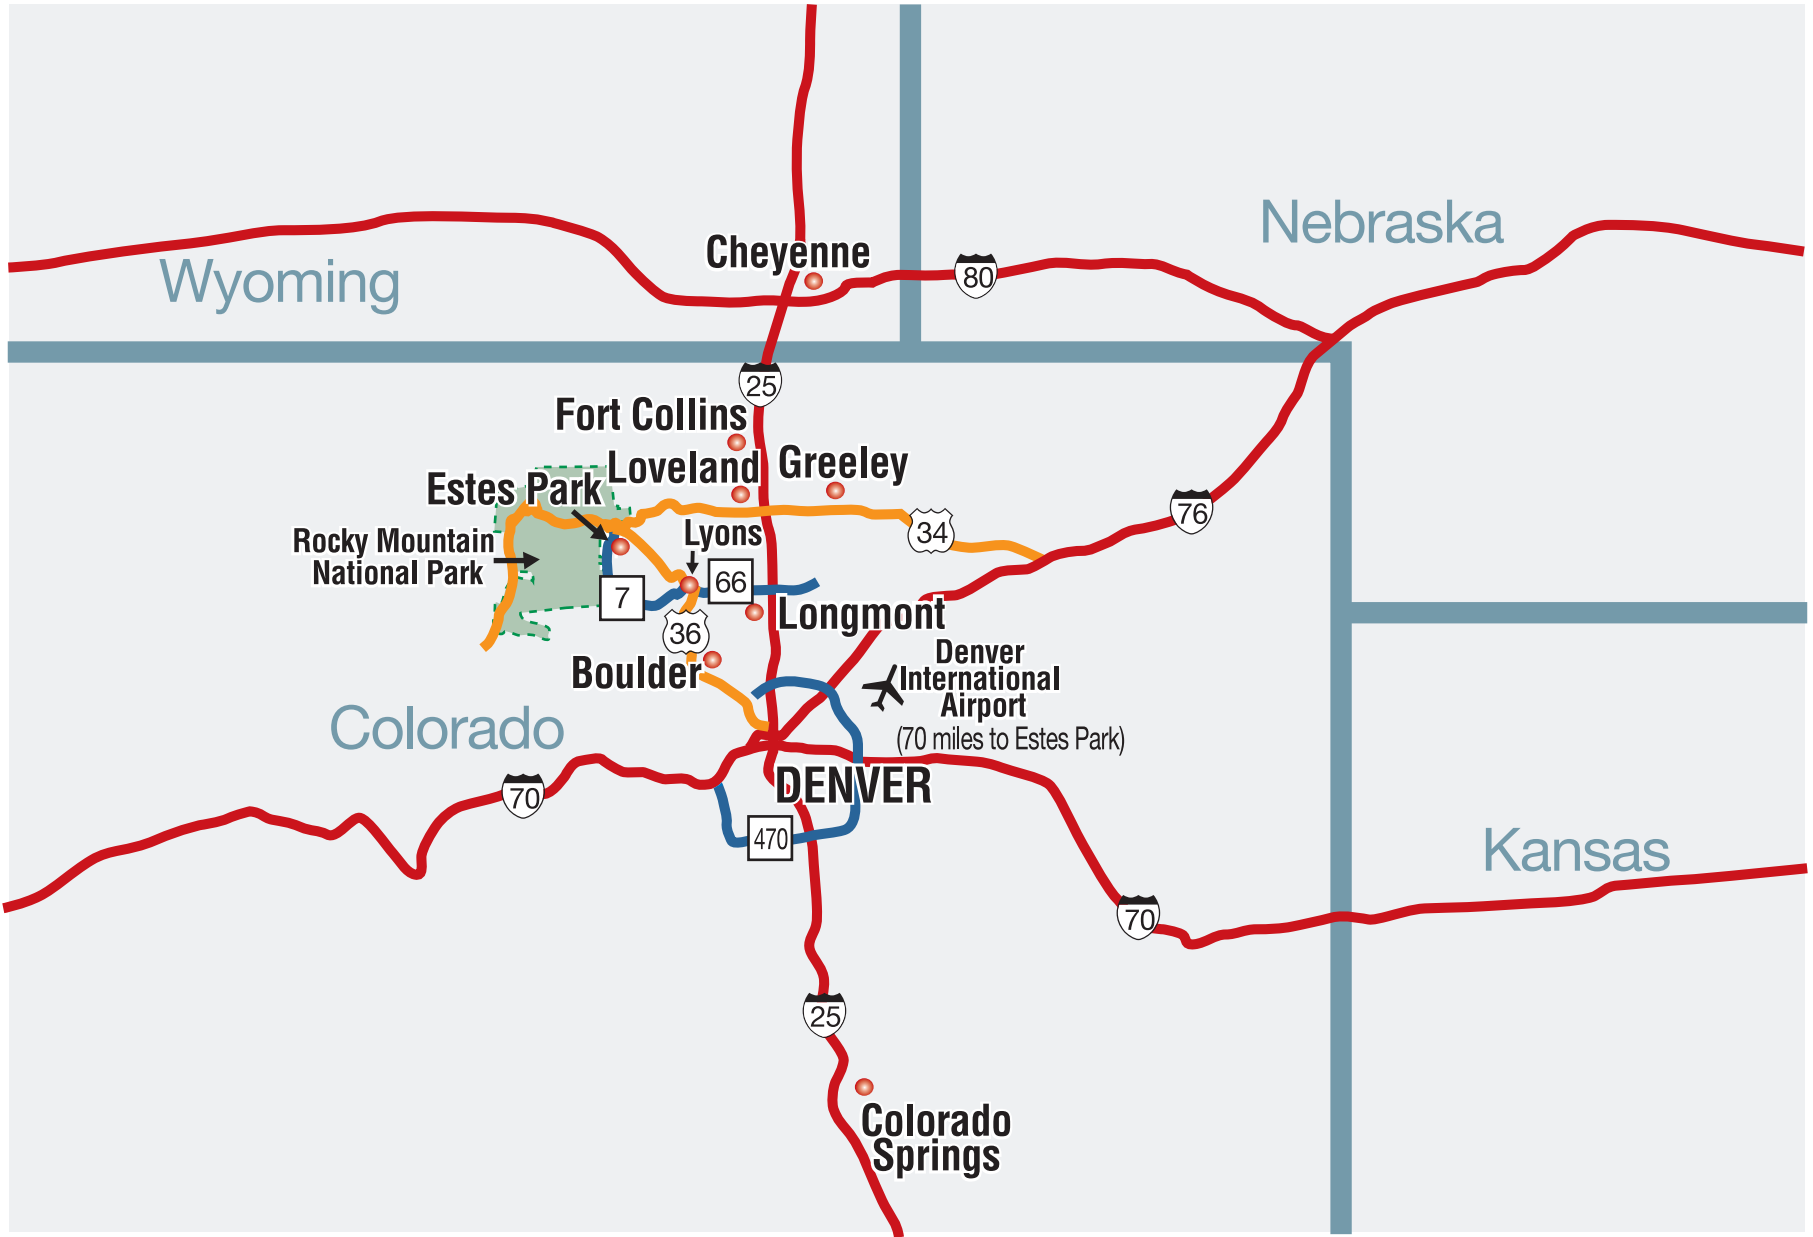 Nebraska
Cheyenne
80
Wyoming
25
Fort Collins
Loveland
Greeley
Estes Park
76
34
Lyons
Rocky Mountain
National Park
66
7
Longmont
36
Boulder
Denver
International
Airport
(70 miles to Estes Park)
Colorado
DENVER
70
470
Kansas
70
25
Colorado
Springs